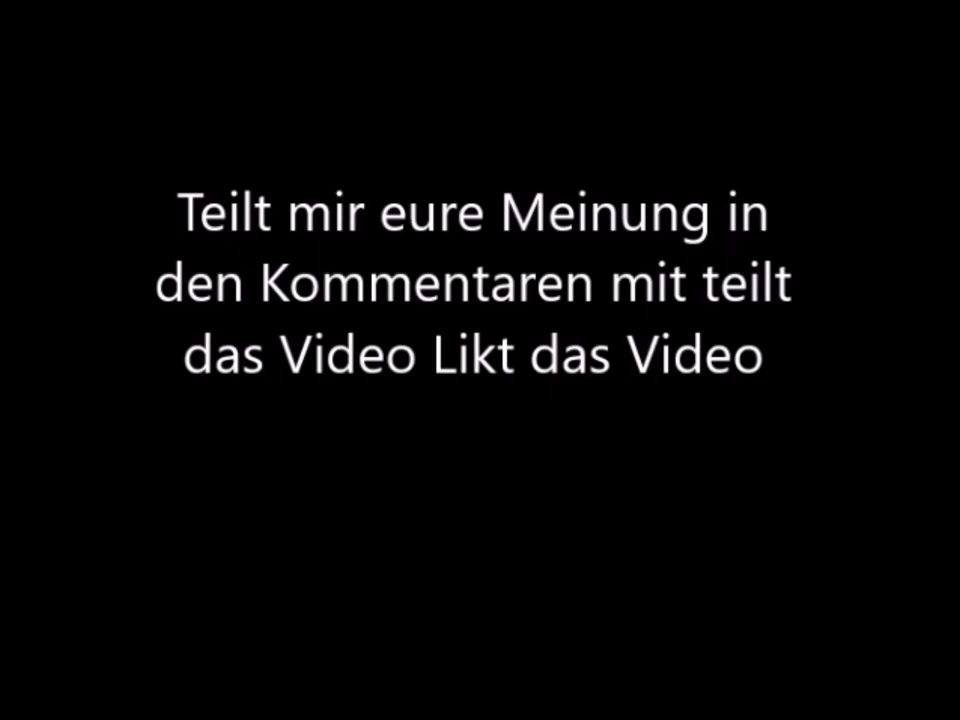 Teilt mir eure Meinung in
den Kommentaren mit teilt
das Video Likt das Video